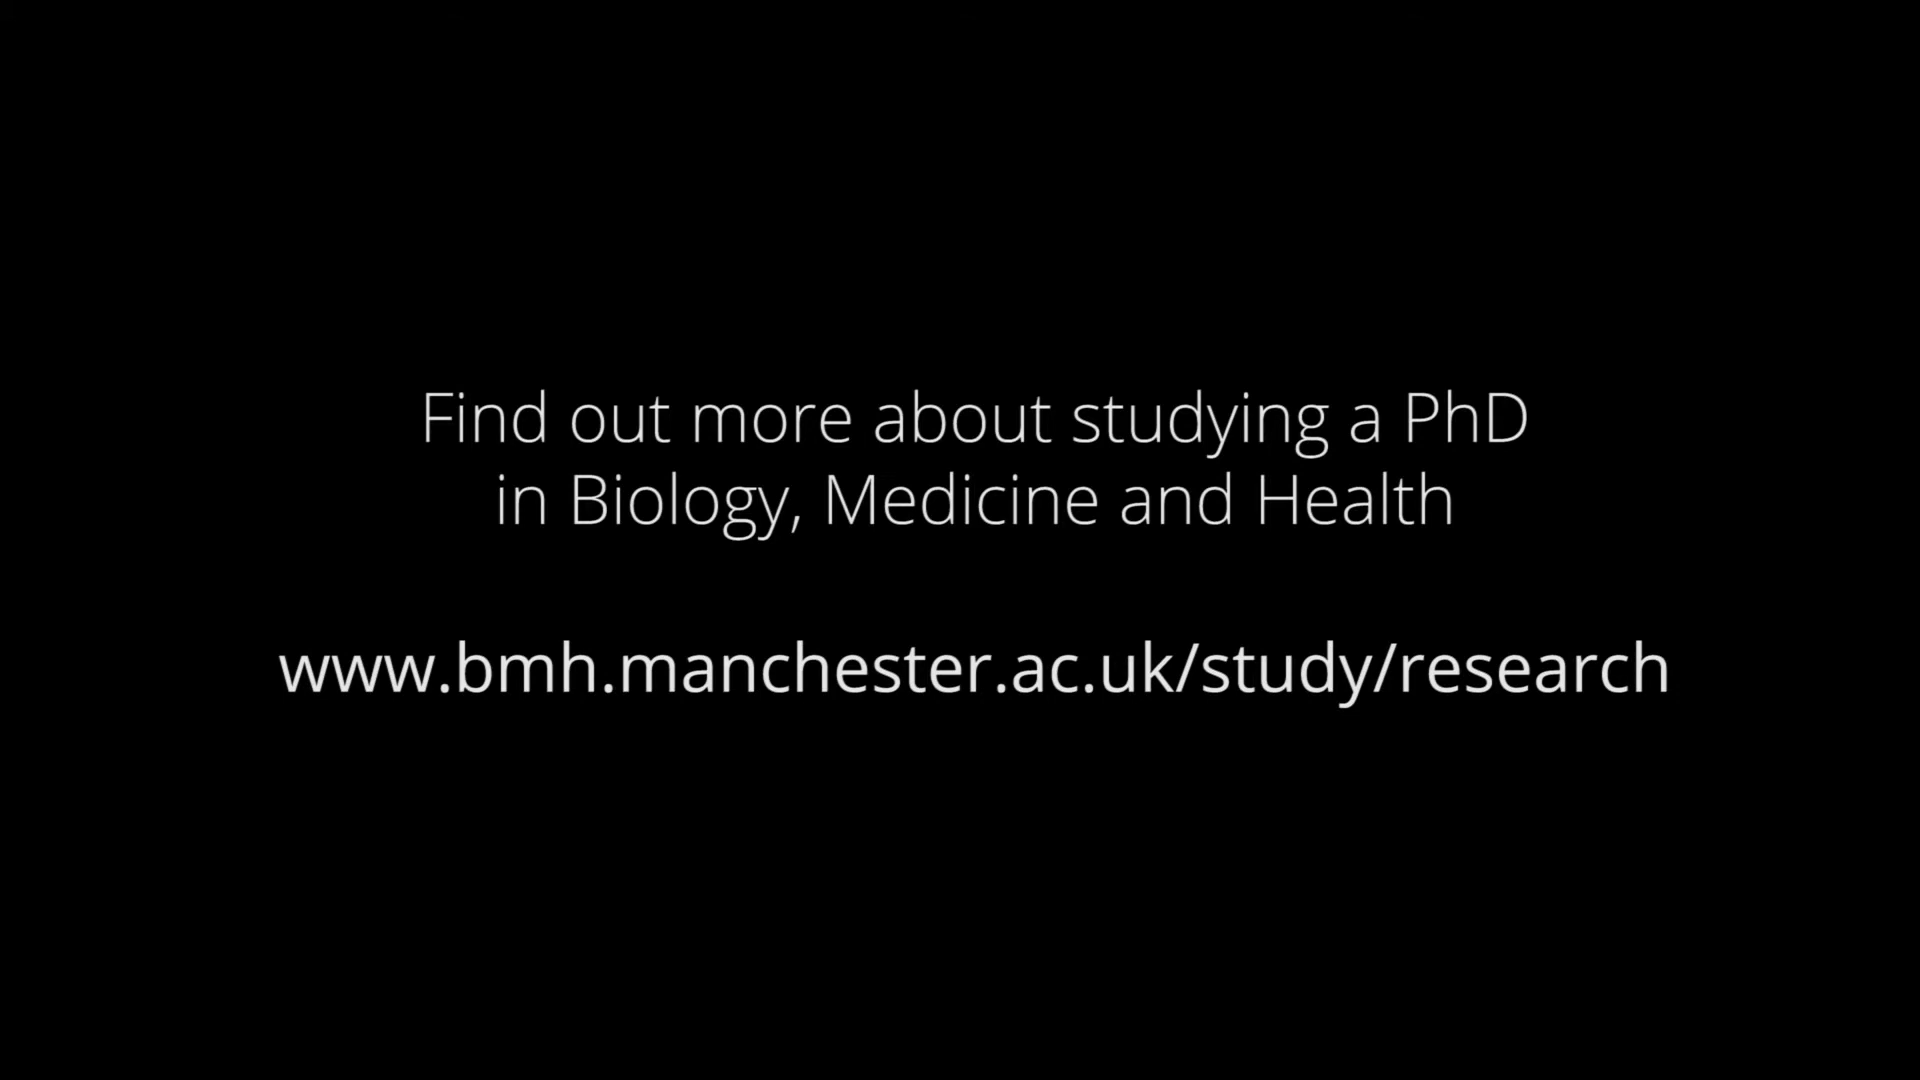 Find out more about studying a PhD
in Biology, Medicine and Health
www.bmh.manchester.ac.uk/study/research